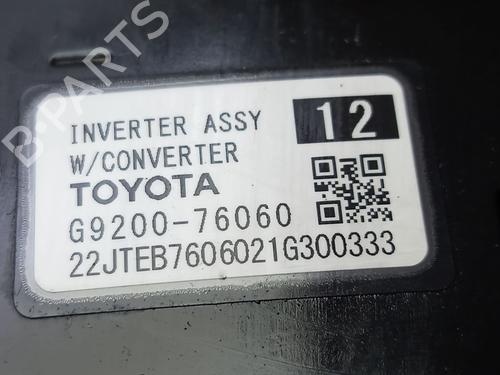 B-PARTS
INVERTER ASSY
W/CONVERTER
12
TOYOTA
G9200-76060
22JTEB7606021G300333